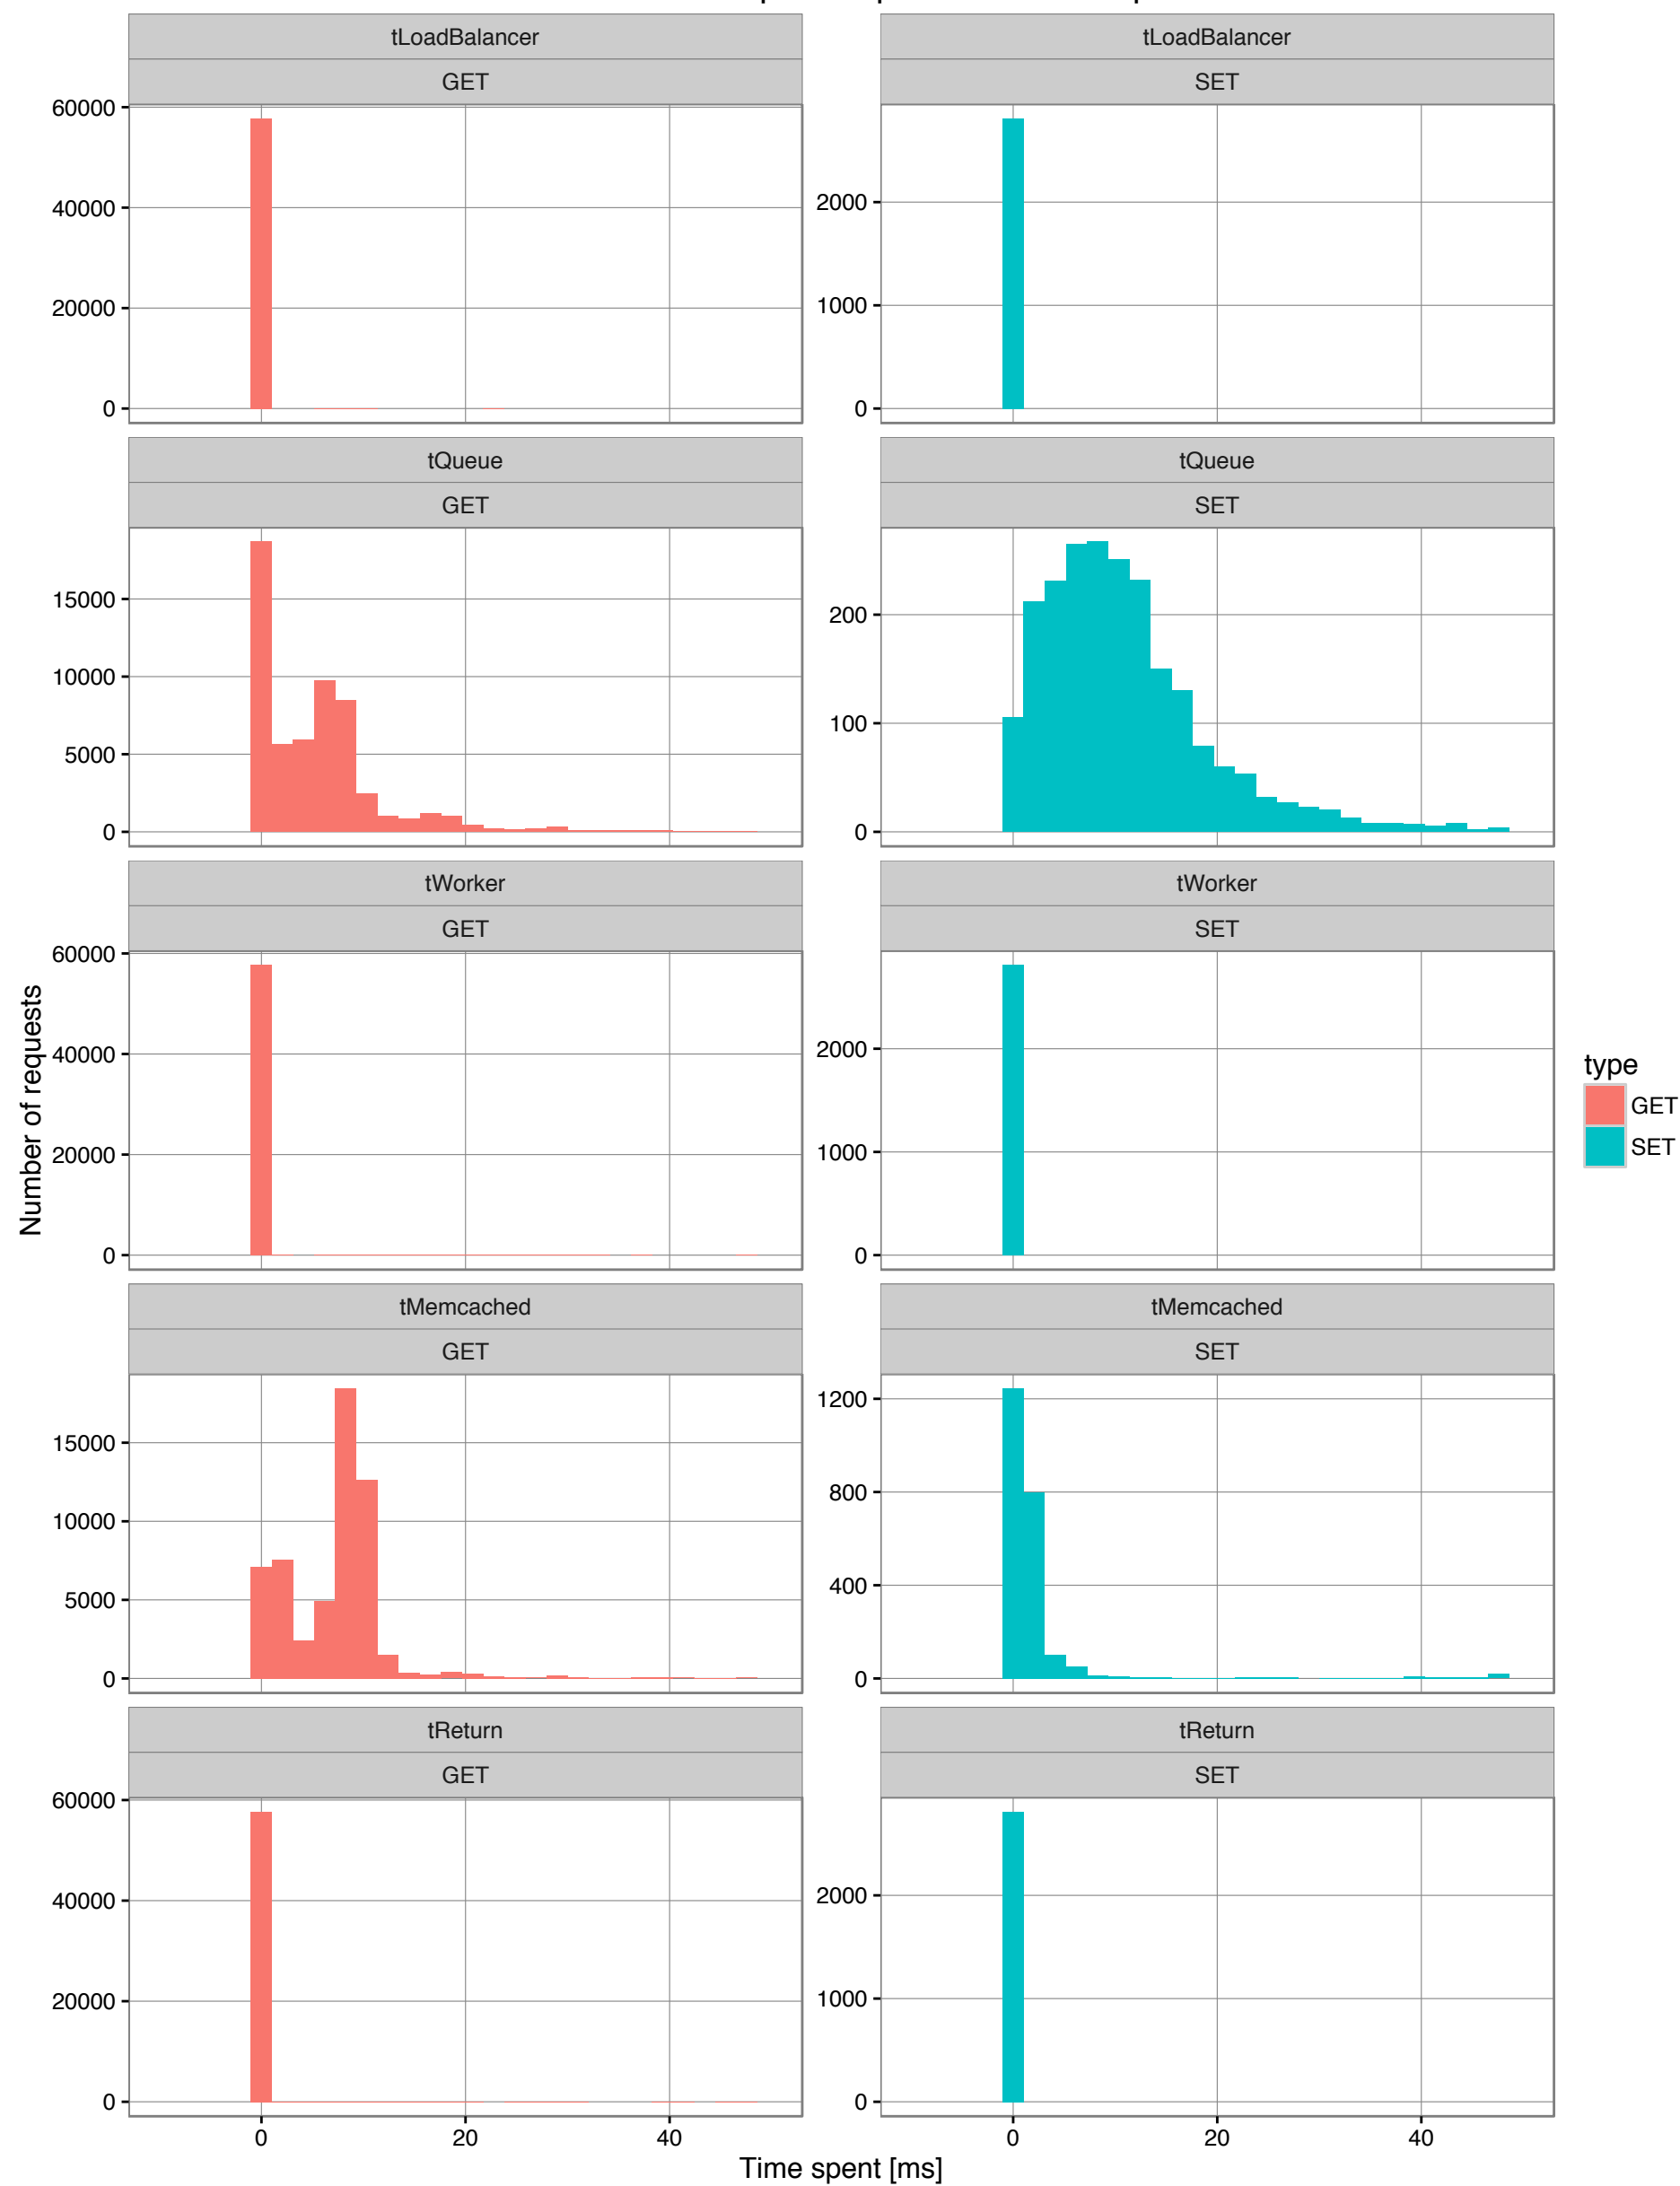 tLoadBalancer
GET
60000
40000
20000
0
tLoadBalancer
SET
2000
1000
0
tQueue
GET
15000
10000
5000
0
tQueue
SET
200
100
0
tWorker
GET
60000
40000
20000
0
tWorker
SET
2000
1000
0
tMemcached
GET
15000
10000
5000
0
tMemcached
SET
1200
800
400
0
tReturn
GET
60000
40000
20000
0
tReturn
SET
2000
1000
0
0 20 40
0 20 40
Time spent [ms]
Number of requests
type
GET
SET